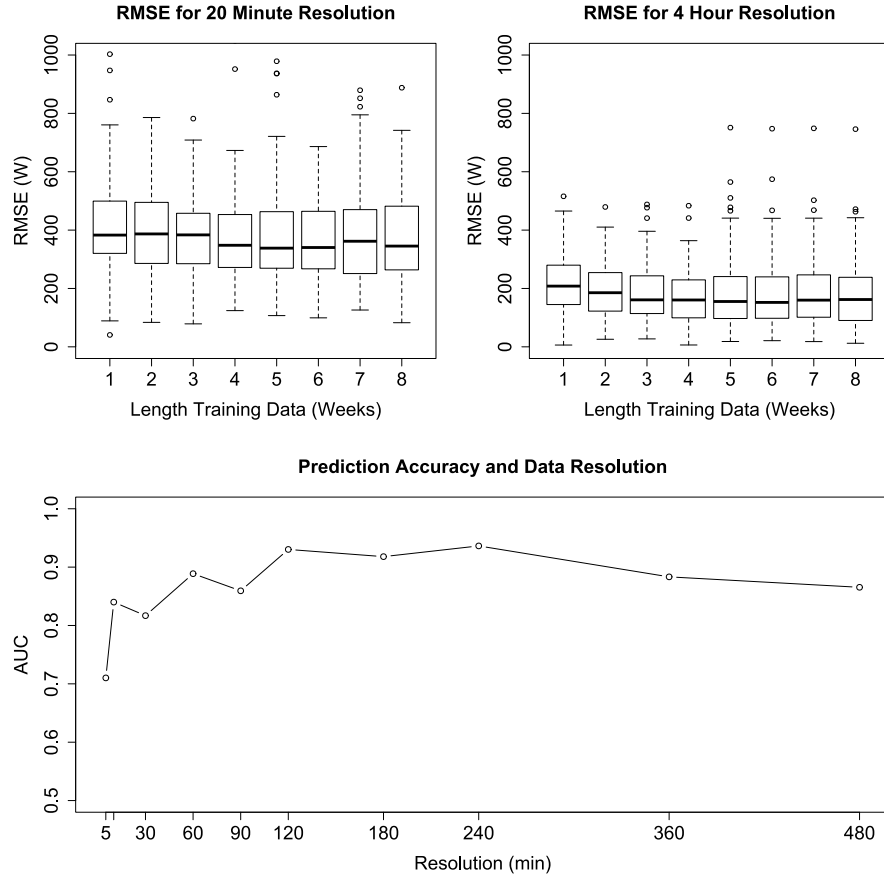 RMSE for 20 Minute Resolution
RMSE (W)
0 200 400 600 800 1000
1 2 3 4 5 6 7 8
Length Training Data (Weeks)
RMSE for 4 Hour Resolution
RMSE (W)
0 200 400 600 800 1000
1 2 3 4 5 6 7 8
Length Training Data (Weeks)
Prediction Accuracy and Data Resolution
AUC
0.5 0.6 0.7 0.8 0.9 1.0
5 30 60 90 120 180 240 360 480
Resolution (min)